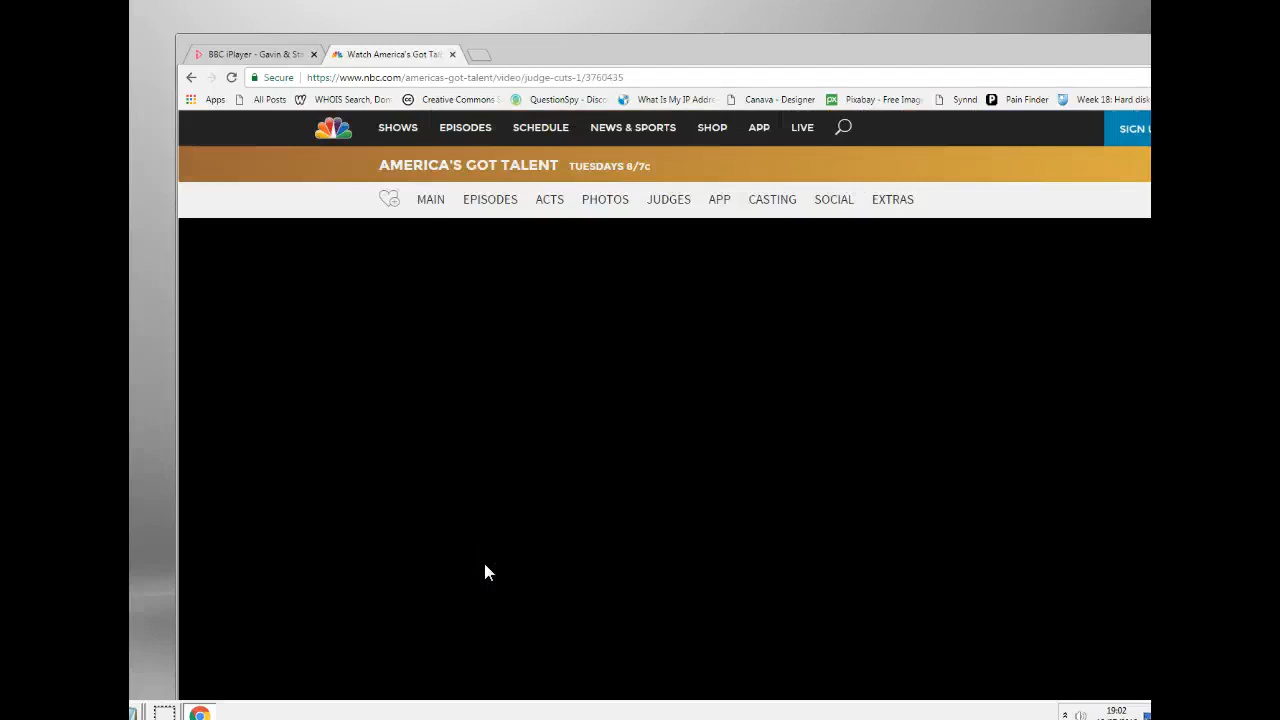 BBC iPlayer - Gavin & Sta
Watch America's Got Tal
Secure
https://www.nbc.com/americas-got-talent/video/judge-cuts-1/3760435
Apps All Posts WHOIS Search, Dom Creative Commons QuestionSpy - Disco What Is My IP Addre Canava - Designer Pixabay - Free Imag Synnd Pain Finder Week 18: Hard disk
SHOWS EPISODES SCHEDULE NEWS & SPORTS SHOP APP LIVE SIGN U
AMERICA'S GOT TALENT TUESDAYS 8/7c
MAIN EPISODES ACTS PHOTOS JUDGES APP CASTING SOCIAL EXTRAS
19:02